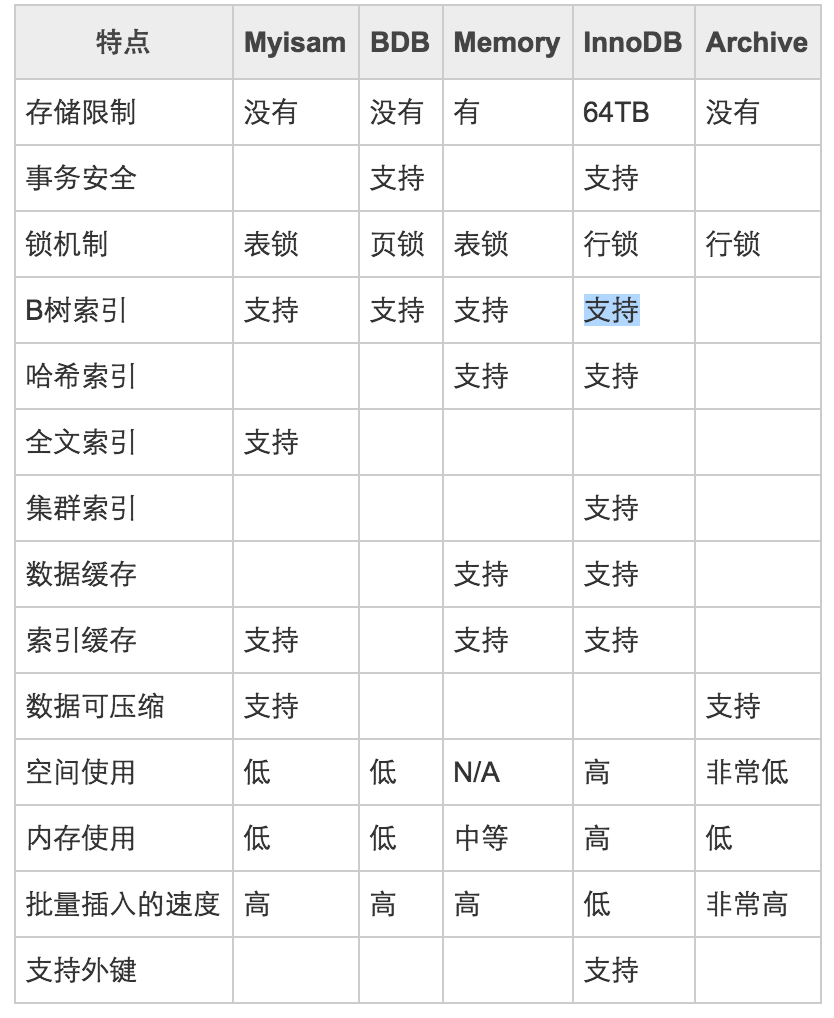 特点 Myisam BDB Memory InnoDB Archive
存储限制 没有 没有 有 64TB 没有
事务安全 支持 支持
锁机制 表锁 页锁 表锁 行锁 行锁
B树索引 支持 支持 支持 支持
哈希索引 支持 支持
全文索引 支持
集群索引 支持
数据缓存 支持 支持
索引缓存 支持 支持 支持
数据可压缩 支持 支持
空间使用 低 低 N/A 高 非常低
内存使用 低 低 中等 高 低
批量插入的速度 高 高 高 低 非常高
支持外键 支持